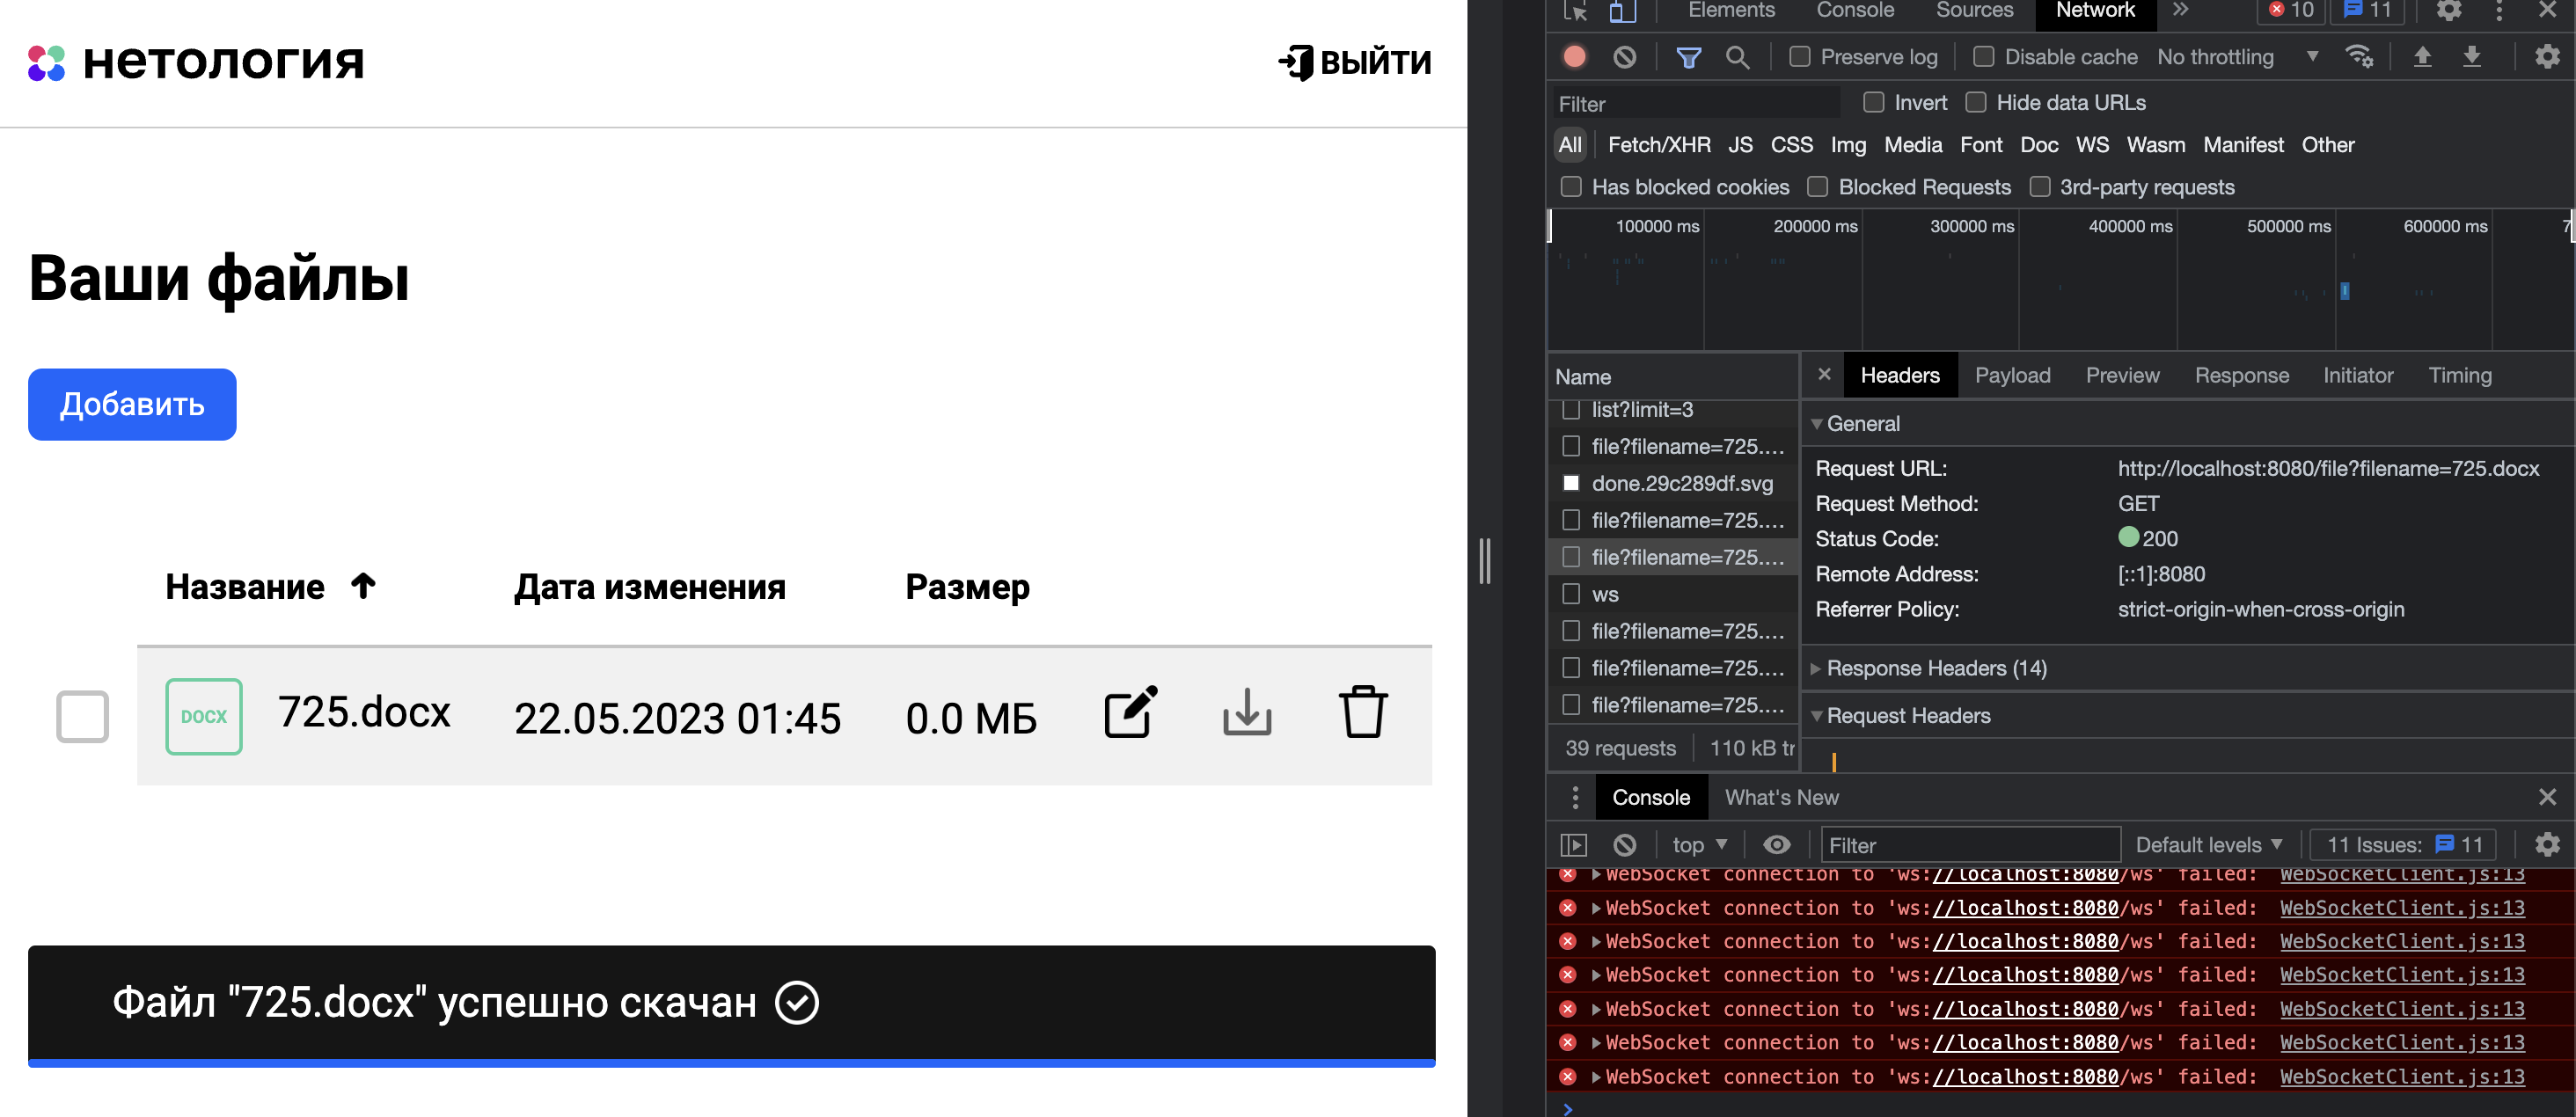 нетология
ВЫЙТИ
Ваши файлы
Добавить
Название
Дата изменения
Размер
DOCX
725.docx
22.05.2023 01:45
0.0 МБ
Файл "725.docx" успешно скачан
Elements
Console
Sources
Network
10
11
Preserve log
Disable cache
No throttling
Filter
Invert
Hide data URLs
All
Fetch/XHR
JS
CSS
Img
Media
Font
Doc
WS
Wasm
Manifest
Other
Has blocked cookies
Blocked Requests
3rd-party requests
100000 ms
200000 ms
300000 ms
400000 ms
500000 ms
600000 ms
7
Name
list?limit=3
file?filename=725.…
done.29c289df.svg
file?filename=725.…
file?filename=725.…
ws
file?filename=725.…
file?filename=725.…
file?filename=725.…
39 requests
110 kB tr
Headers
Payload
Preview
Response
Initiator
Timing
General
Request URL: http://localhost:8080/file?filename=725.docx
Request Method: GET
Status Code: 200
Remote Address: [::1]:8080
Referrer Policy: strict-origin-when-cross-origin
Response Headers (14)
Request Headers
Console
What's New
top
Filter
Default levels
11 Issues:
11
WebSocket connection to 'ws://localhost:8080/ws' failed: WebSocketClient.js:13
WebSocket connection to 'ws://localhost:8080/ws' failed: WebSocketClient.js:13
WebSocket connection to 'ws://localhost:8080/ws' failed: WebSocketClient.js:13
WebSocket connection to 'ws://localhost:8080/ws' failed: WebSocketClient.js:13
WebSocket connection to 'ws://localhost:8080/ws' failed: WebSocketClient.js:13
WebSocket connection to 'ws://localhost:8080/ws' failed: WebSocketClient.js:13
WebSocket connection to 'ws://localhost:8080/ws' failed: WebSocketClient.js:13